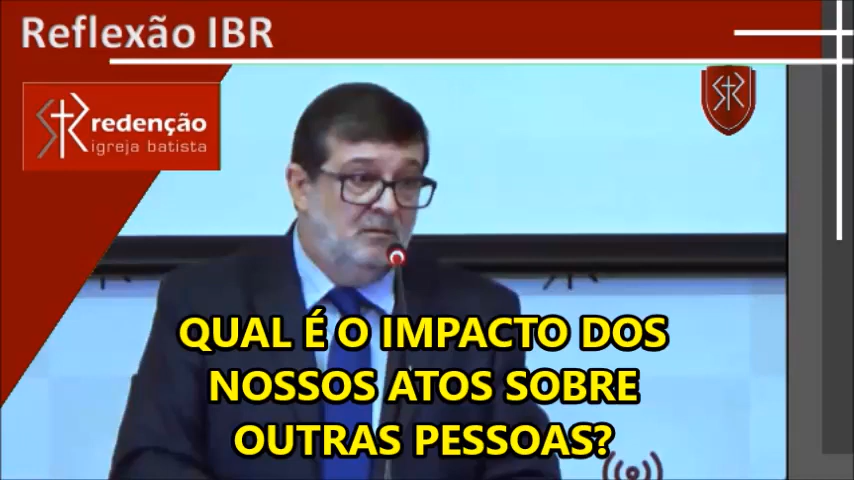 Reflexão IBR
redenção
igreja batista
QUAL É O IMPACTO DOS
NOSSOS ATOS SOBRE
OUTRAS PESSOAS?